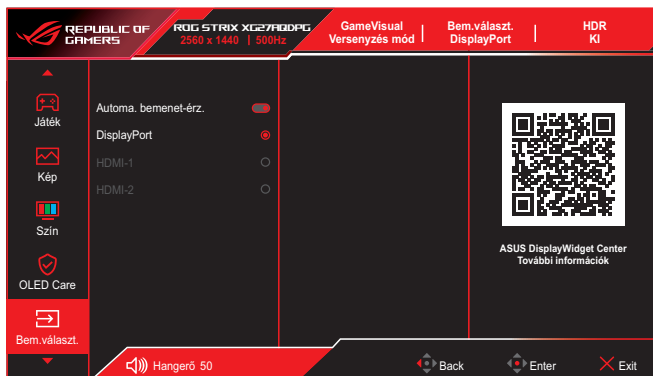 REPUBLIC OF
GAMERS
ROG STRIX XG27AQDPG
2560 x 1440 | 500Hz
GameVisual
Versenyzés mód
Bem.választ.
DisplayPort
HDR
KI
Játék
Kép
Szín
OLED Care
Bem.választ.
Automa. bemenet-érz.
DisplayPort
HDMI-1
HDMI-2
ASUS DisplayWidget Center
További információk
Hangerő 50
Back
Enter
Exit